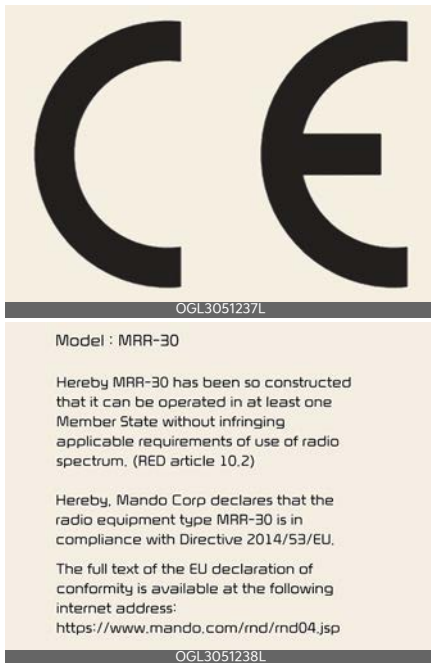 CE
OGL3051237L
Model : MRR-30
Hereby MRR-30 has been so constructed
that it can be operated in at least one
Member State without infringing
applicable requirements of use of radio
spectrum. (RED article 10.2)
Hereby, Mando Corp declares that the
radio equipment type MRR-30 is in
compliance with Directive 2014/53/EU.
The full text of the EU declaration of
conformity is available at the following
internet address:
https://www.mando.com/rnd/rnd04.jsp
OGL3051238L